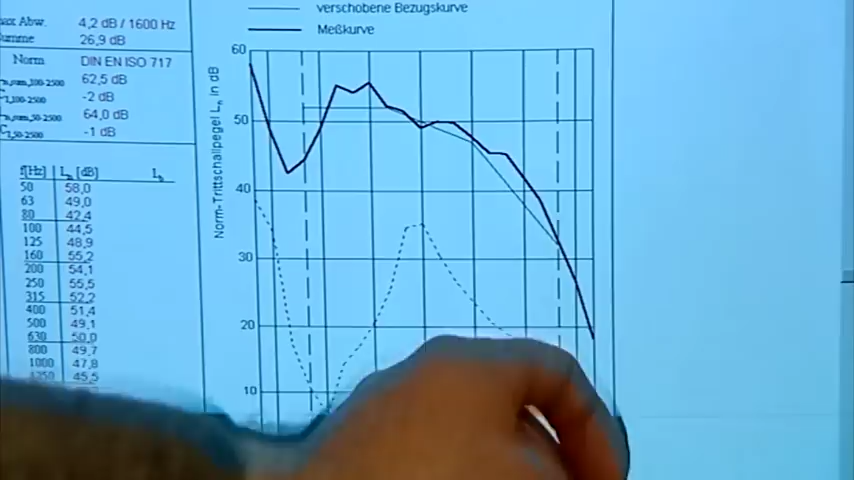 verschobene Bezugskurve
Meßkurve
Abw. 4,2 dB / 1600 Hz
26,9 dB
Norm DIN EN ISO 717
62,5 dB
-2 dB
64,0 dB
-1 dB
f[Hz] Lₙ [dB] Lₙ
50 58,0
63 49,0
80 42,4
100 44,5
125 48,9
160 55,2
200 54,1
250 55,5
315 52,2
400 51,4
500 49,1
630 50,0
800 49,7
1000 47,8
1250 45,5
Norm-Trittschallpegel Lₙ in dB
60
50
40
30
20
10